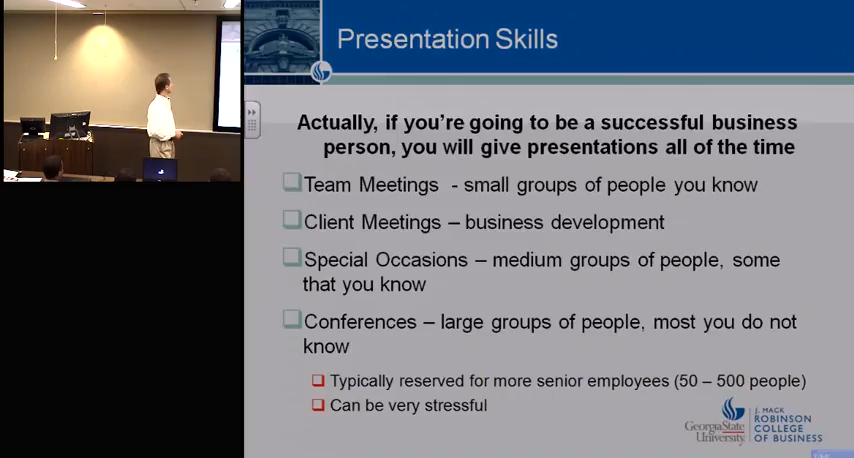 Presentation Skills
Actually, if you're going to be a successful business
person, you will give presentations all of the time
Team Meetings - small groups of people you know
Client Meetings – business development
Special Occasions – medium groups of people, some
that you know
Conferences – large groups of people, most you do not
know
Typically reserved for more senior employees (50 – 500 people)
Can be very stressful
GeorgiaState
University
J. MACK
ROBINSON
COLLEGE
OF BUSINESS